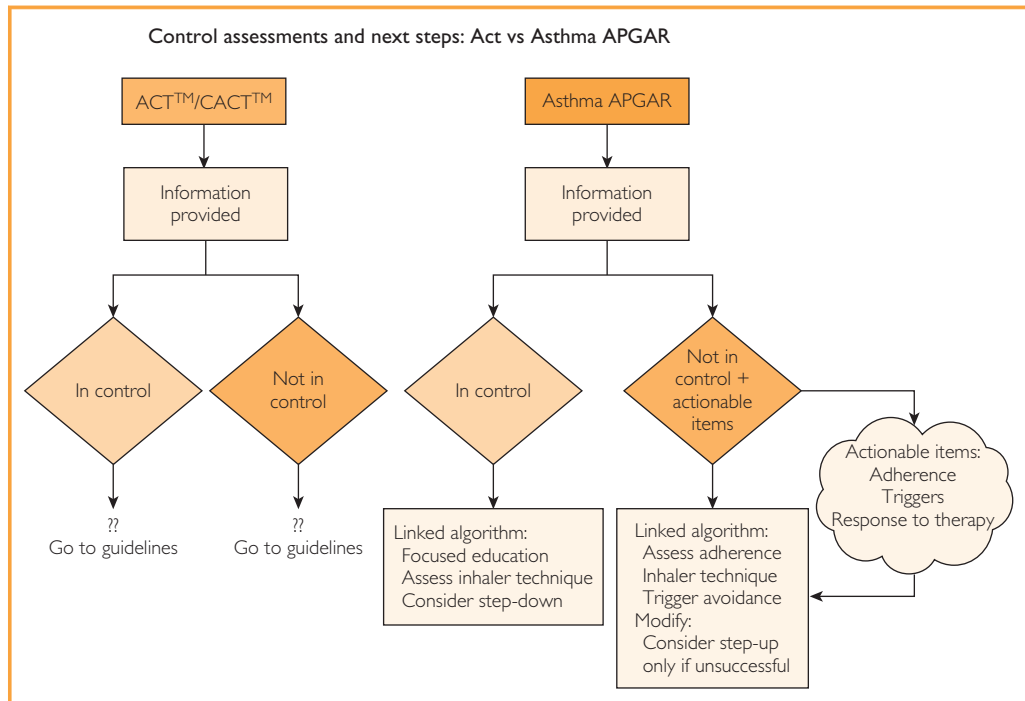 Control assessments and next steps: Act vs Asthma APGAR
ACT™/CACT™
Information
provided
In control
Not in
control
??
Go to guidelines
??
Go to guidelines
Asthma APGAR
Information
provided
In control
Not in
control +
actionable
items
Actionable items:
Adherence
Triggers
Response to therapy
Linked algorithm:
Focused education
Assess inhaler technique
Consider step-down
Linked algorithm:
Assess adherence
Inhaler technique
Trigger avoidance
Modify:
Consider step-up
only if unsuccessful